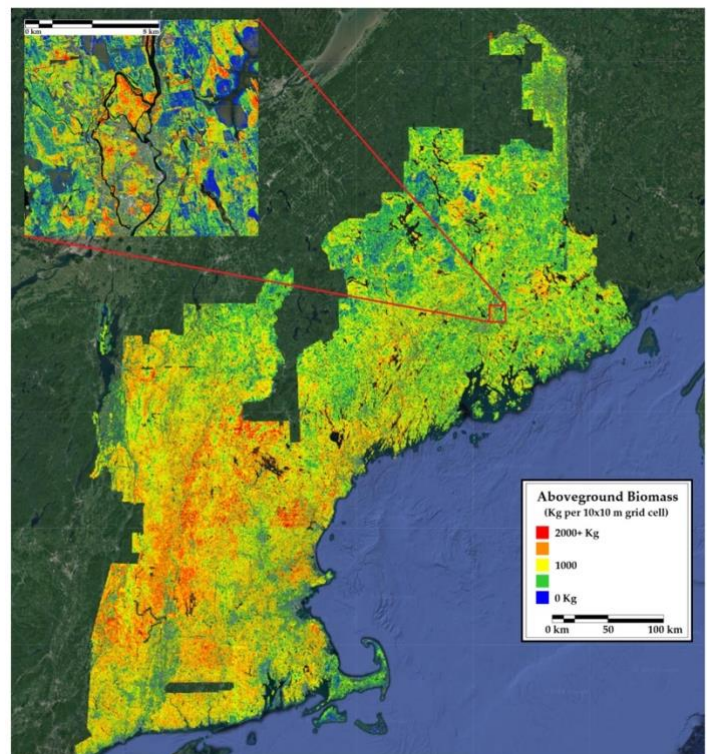 0 km 8 km
Aboveground Biomass
(Kg per 10x10 m grid cell)
2000+ Kg
1000
0 Kg
0 km 50 100 km